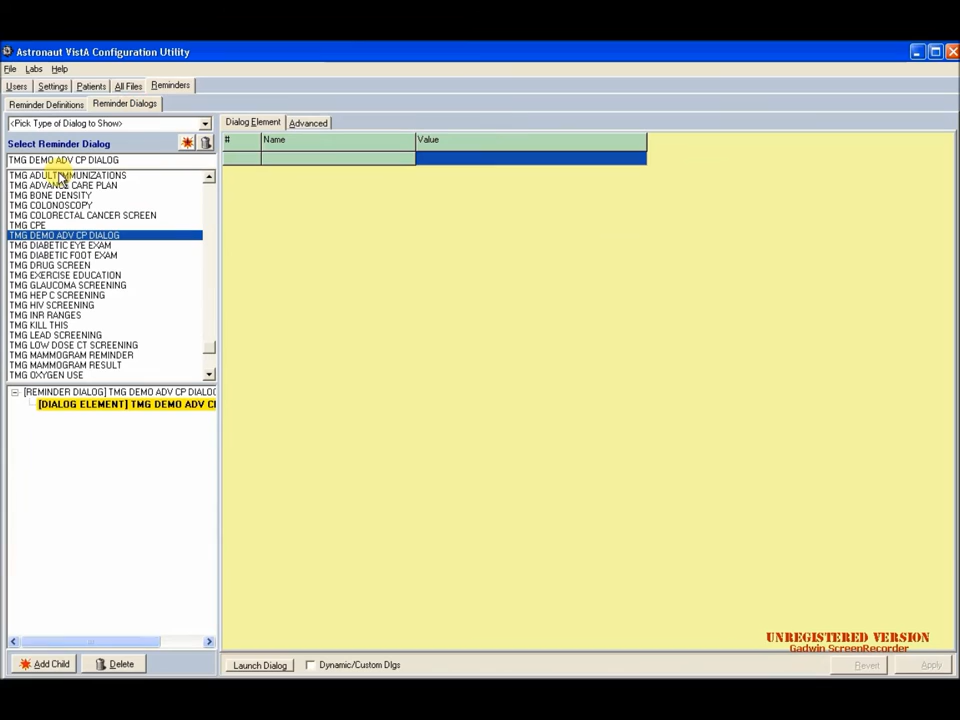 Astronaut VistA Configuration Utility
File Labs Help
Users Settings Patients All Files Reminders
Reminder Definitions Reminder Dialogs
<Pick Type of Dialog to Show>
Select Reminder Dialog
TMG DEMO ADV CP DIALOG
TMG ADULT IMMUNIZATIONS
TMG ADVANCE CARE PLAN
TMG BONE DENSITY
TMG COLONOSCOPY
TMG COLORECTAL CANCER SCREEN
TMG CPE
TMG DEMO ADV CP DIALOG
TMG DIABETIC EYE EXAM
TMG DIABETIC FOOT EXAM
TMG DRUG SCREEN
TMG EXERCISE EDUCATION
TMG GLAUCOMA SCREENING
TMG HEP C SCREENING
TMG HIV SCREENING
TMG INR RANGES
TMG KILL THIS
TMG LEAD SCREENING
TMG LOW DOSE CT SCREENING
TMG MAMMOGRAM REMINDER
TMG MAMMOGRAM RESULT
TMG OXYGEN USE
[REMINDER DIALOG] TMG DEMO ADV CP DIALOG
[DIALOG ELEMENT] TMG DEMO ADV
Add Child Delete
Dialog Element Advanced
# Name Value
UNREGISTERED VERSION
Gadwin ScreenRecorder
Launch Dialog Dynamic/Custom Dlgs Revert Apply